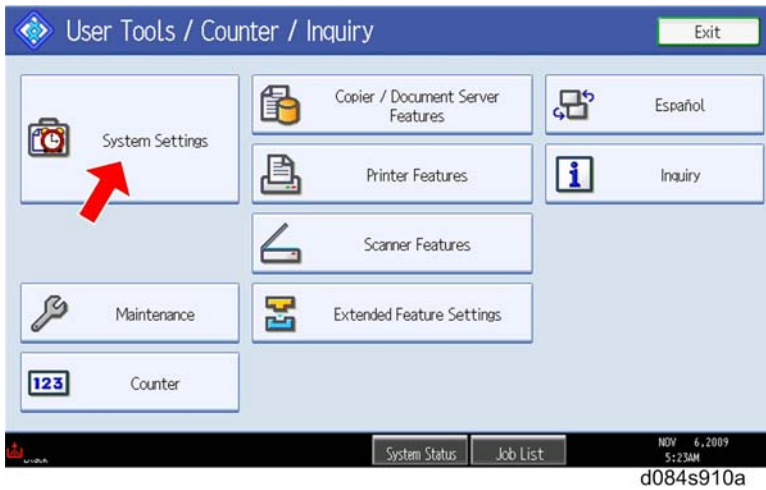 User Tools / Counter / Inquiry
Exit
System Settings
Copier / Document Server
Features
Español
Printer Features
Inquiry
Scanner Features
Maintenance
Extended Feature Settings
123
Counter
System Status
Job List
NOV 6,2009
5:23AM
d084s910a